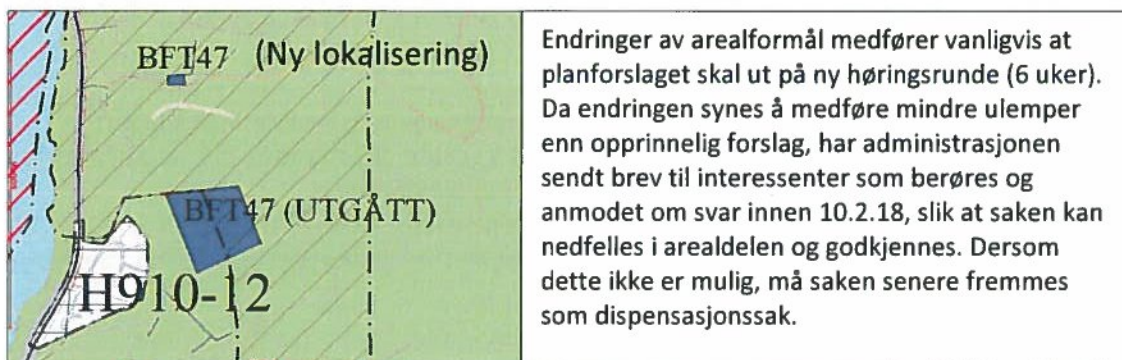 BFT47 (Ny lokalisering)
BFT47 (UTGÅTT)
H910-12
Endringer av arealformål medfører vanligvis at
planforslaget skal ut på ny høringsrunde (6 uker).
Da endringen synes å medføre mindre ulemper
enn opprinnelig forslag, har administrasjonen
sendt brev til interessenter som berøres og
anmodet om svar innen 10.2.18, slik at saken kan
nedfelles i arealdelen og godkjennes. Dersom
dette ikke er mulig, må saken senere fremmes
som dispensasjonssak.